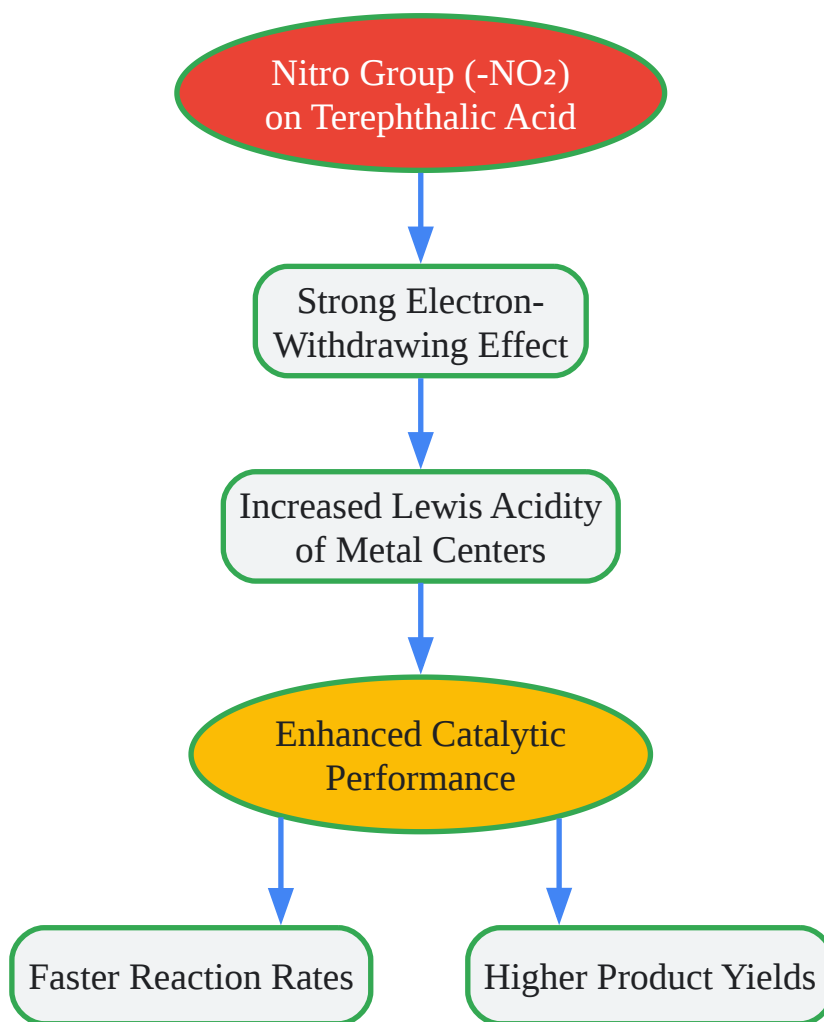 Nitro Group (-NO₂)
on Terephthalic Acid
Strong Electron-
Withdrawing Effect
Increased Lewis Acidity
of Metal Centers
Enhanced Catalytic
Performance
Faster Reaction Rates
Higher Product Yields